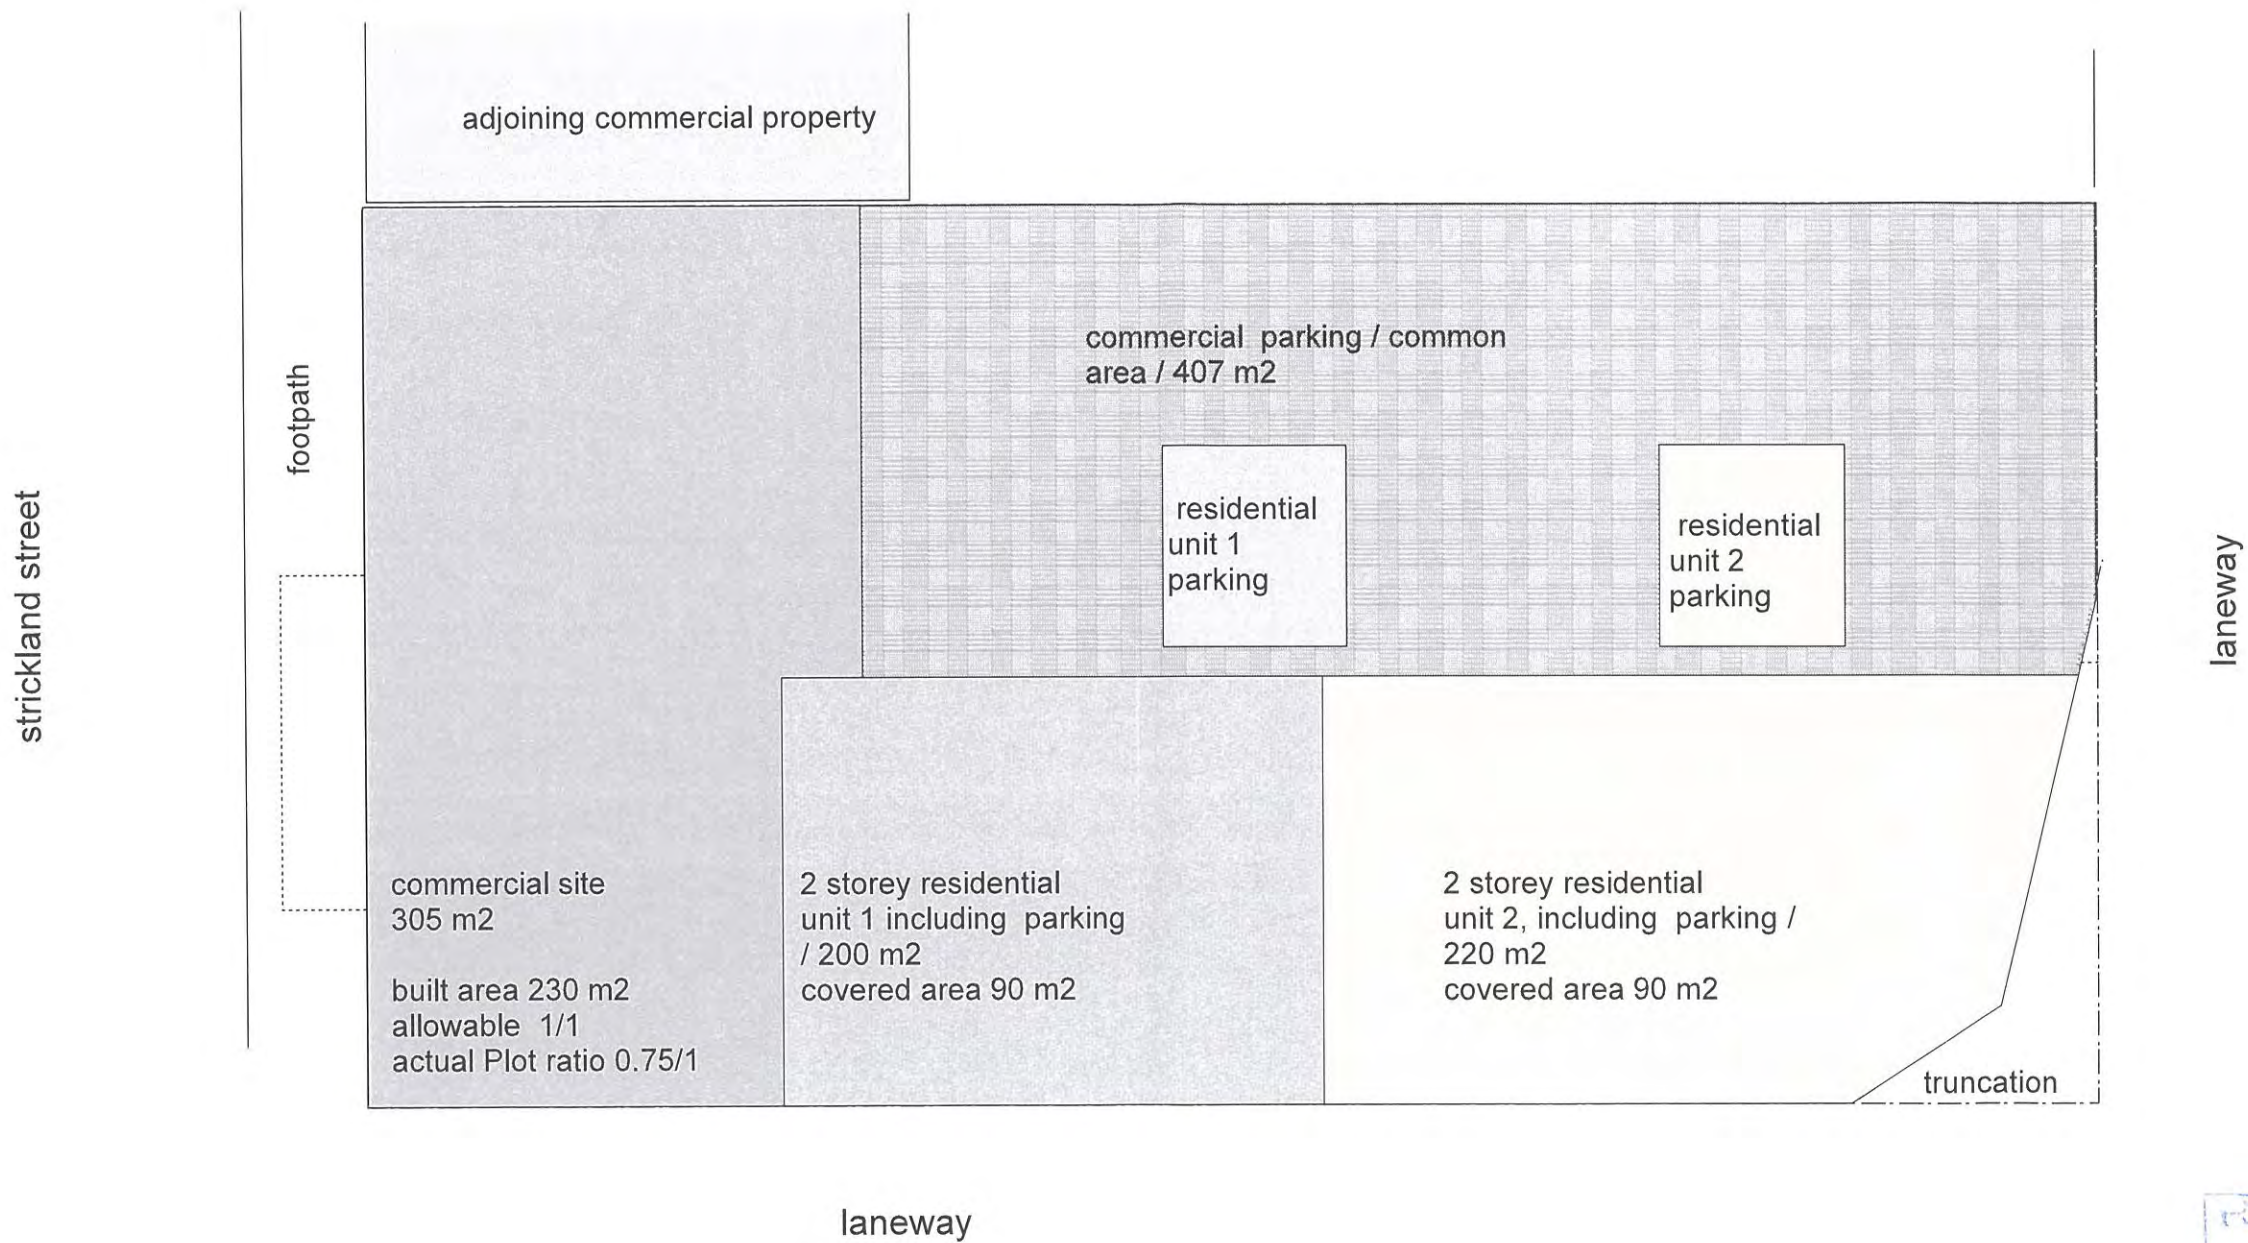 adjoining commercial property
footpath
strickland street
commercial parking / common
area / 407 m2
residential
unit 1
parking
residential
unit 2
parking
laneway
commercial site
305 m2
built area 230 m2
allowable 1/1
actual Plot ratio 0.75/1
2 storey residential
unit 1 including parking
/ 200 m2
covered area 90 m2
2 storey residential
unit 2, including parking /
220 m2
covered area 90 m2
truncation
laneway